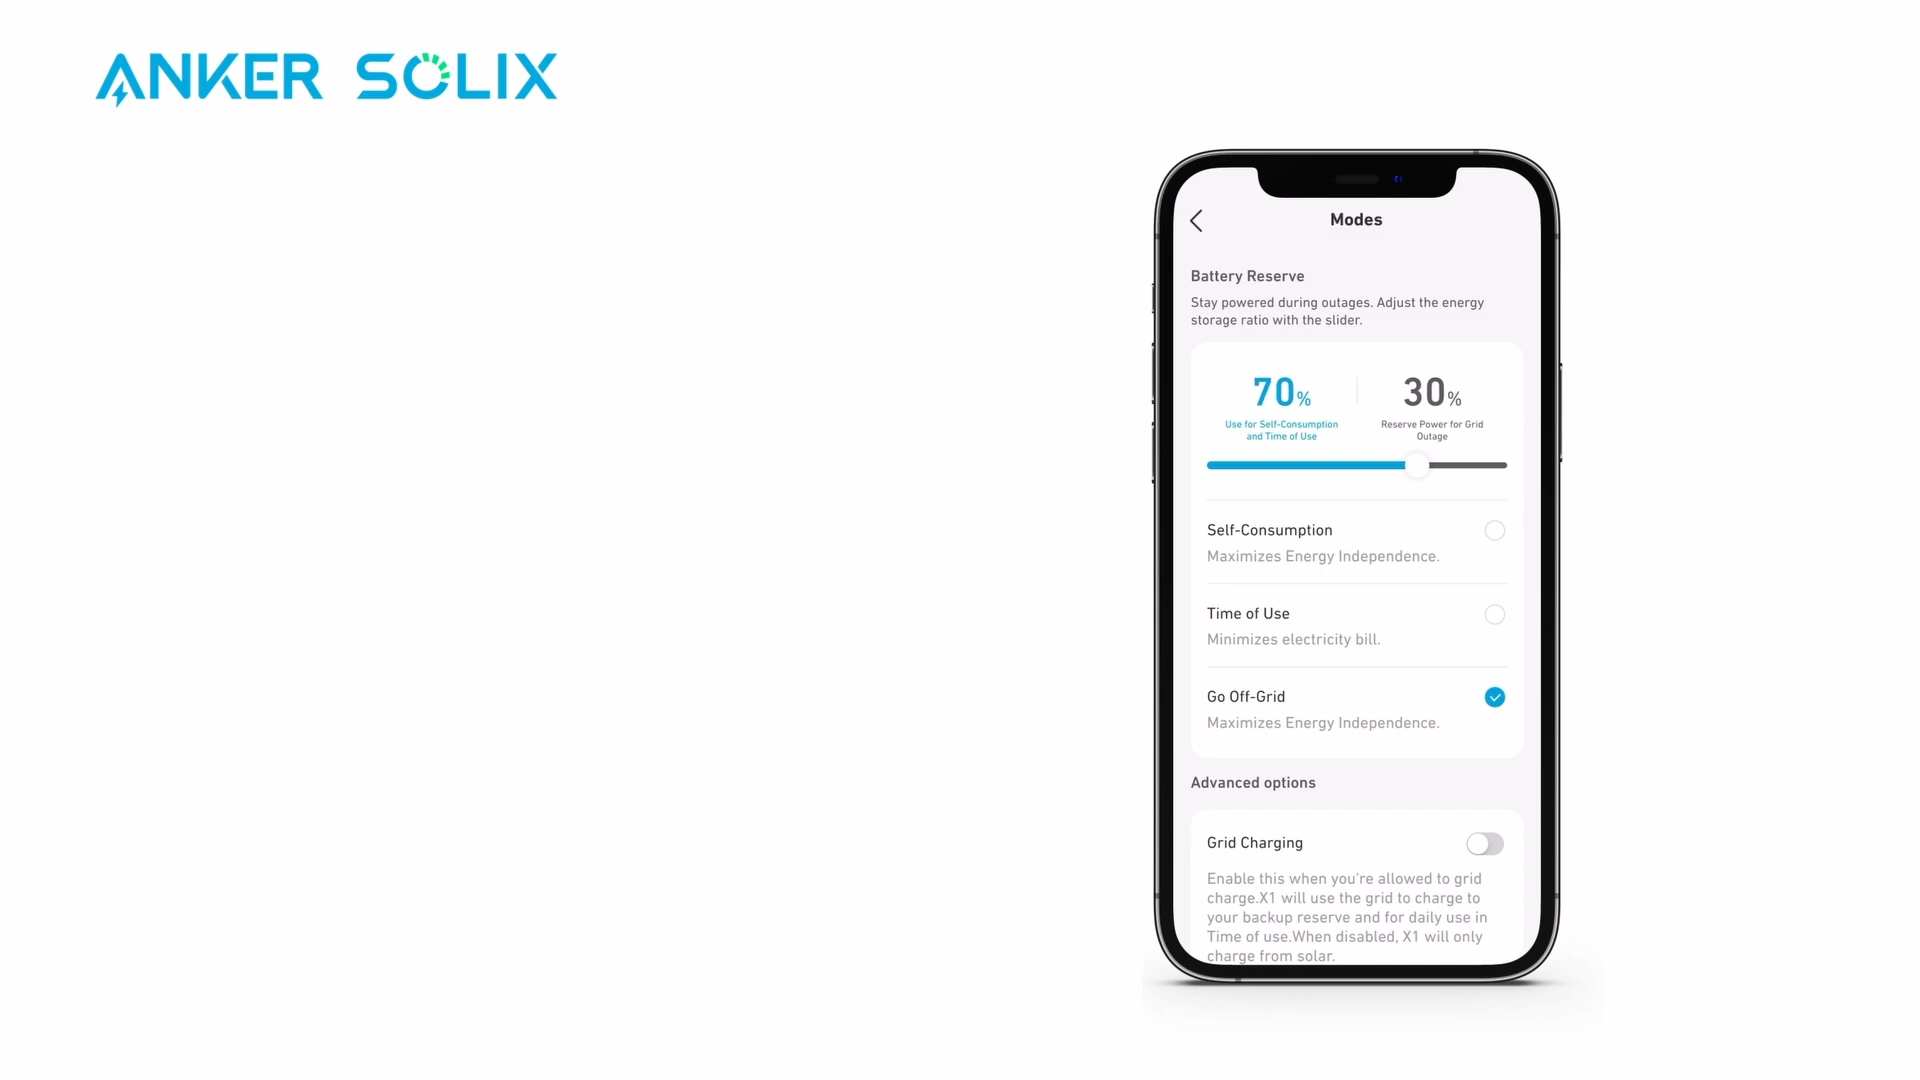 ANKER SOLIX
Modes
Battery Reserve
Stay powered during outages. Adjust the energy
storage ratio with the slider.
70%
30%
Use for Self-Consumption
and Time of Use
Reserve Power for Grid
Outage
Self-Consumption
Maximizes Energy Independence.
Time of Use
Minimizes electricity bill.
Go Off-Grid
Maximizes Energy Independence.
Advanced options
Grid Charging
Enable this when you're allowed to grid
charge.X1 will use the grid to charge to
your backup reserve and for daily use in
Time of use.When disabled, X1 will only
charge from solar.